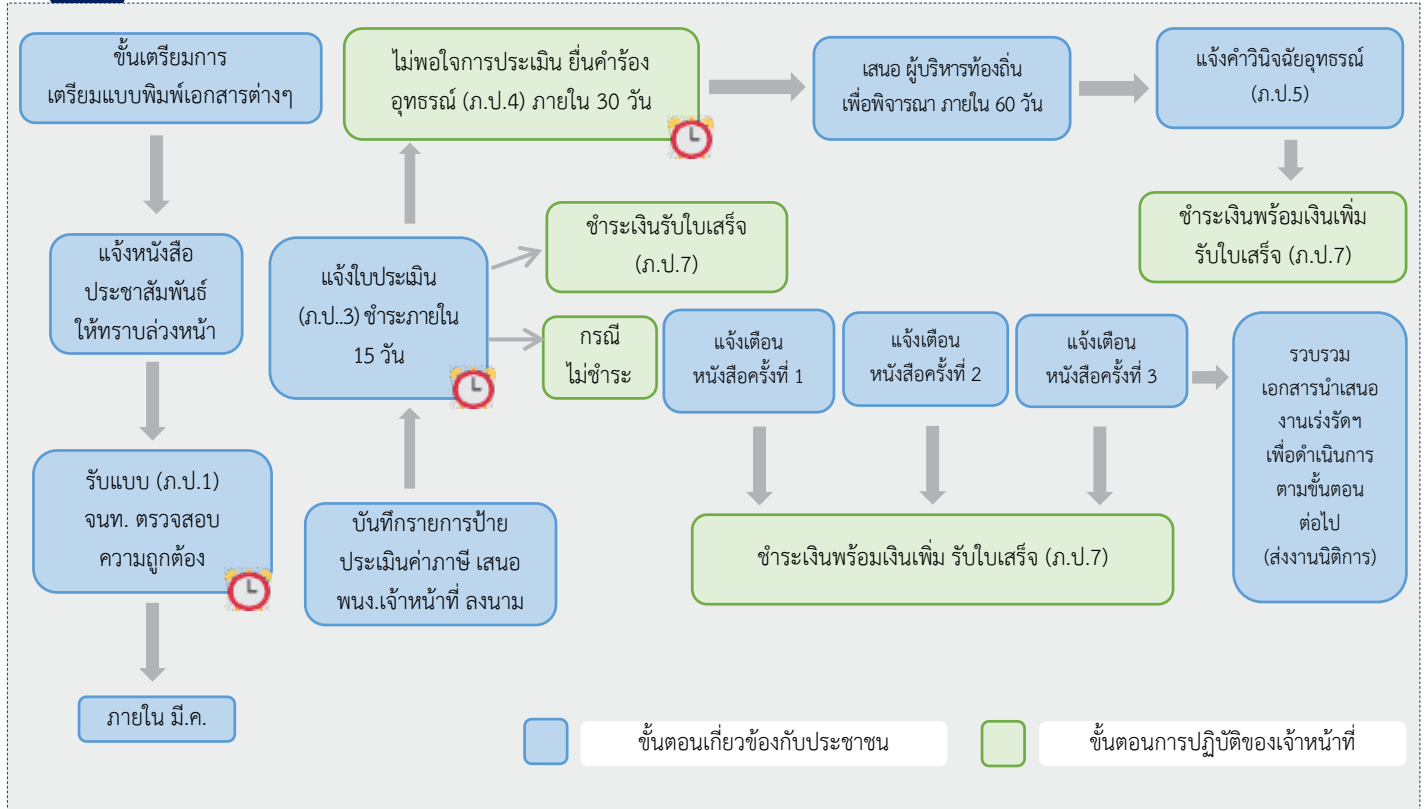 ขั้นเตรียมการ
เตรียมแบบพิมพ์เอกสารต่างๆ
ไม่พอใจการประเมิน ยื่นคำร้อง
อุทธรณ์ (ภ.ป.4) ภายใน 30 วัน
เสนอ ผู้บริหารท้องถิ่น
เพื่อพิจารณา ภายใน 60 วัน
แจ้งคำวินิจฉัยอุทธรณ์
(ภ.ป.5)
ชำระเงินพร้อมเงินเพิ่ม
รับใบเสร็จ (ภ.ป.7)
แจ้งหนังสือ
ประชาสัมพันธ์
ให้ทราบล่วงหน้า
แจ้งใบประเมิน
(ภ.ป..3) ชำระภายใน
15 วัน
ชำระเงินรับใบเสร็จ
(ภ.ป.7)
กรณี
ไม่ชำระ
แจ้งเตือน
หนังสือครั้งที่ 1
แจ้งเตือน
หนังสือครั้งที่ 2
แจ้งเตือน
หนังสือครั้งที่ 3
รวบรวม
เอกสารนำเสนอ
งานเร่งรัดฯ
เพื่อดำเนินการ
ตามขั้นตอน
ต่อไป
(ส่งงานนิติการ)
รับแบบ (ภ.ป.1)
จนท. ตรวจสอบ
ความถูกต้อง
บันทึกรายการป้าย
ประเมินค่าภาษี เสนอ
พนง.เจ้าหน้าที่ ลงนาม
ชำระเงินพร้อมเงินเพิ่ม รับใบเสร็จ (ภ.ป.7)
ภายใน มี.ค.
ขั้นตอนเกี่ยวข้องกับประชาชน
ขั้นตอนการปฏิบัติของเจ้าหน้าที่